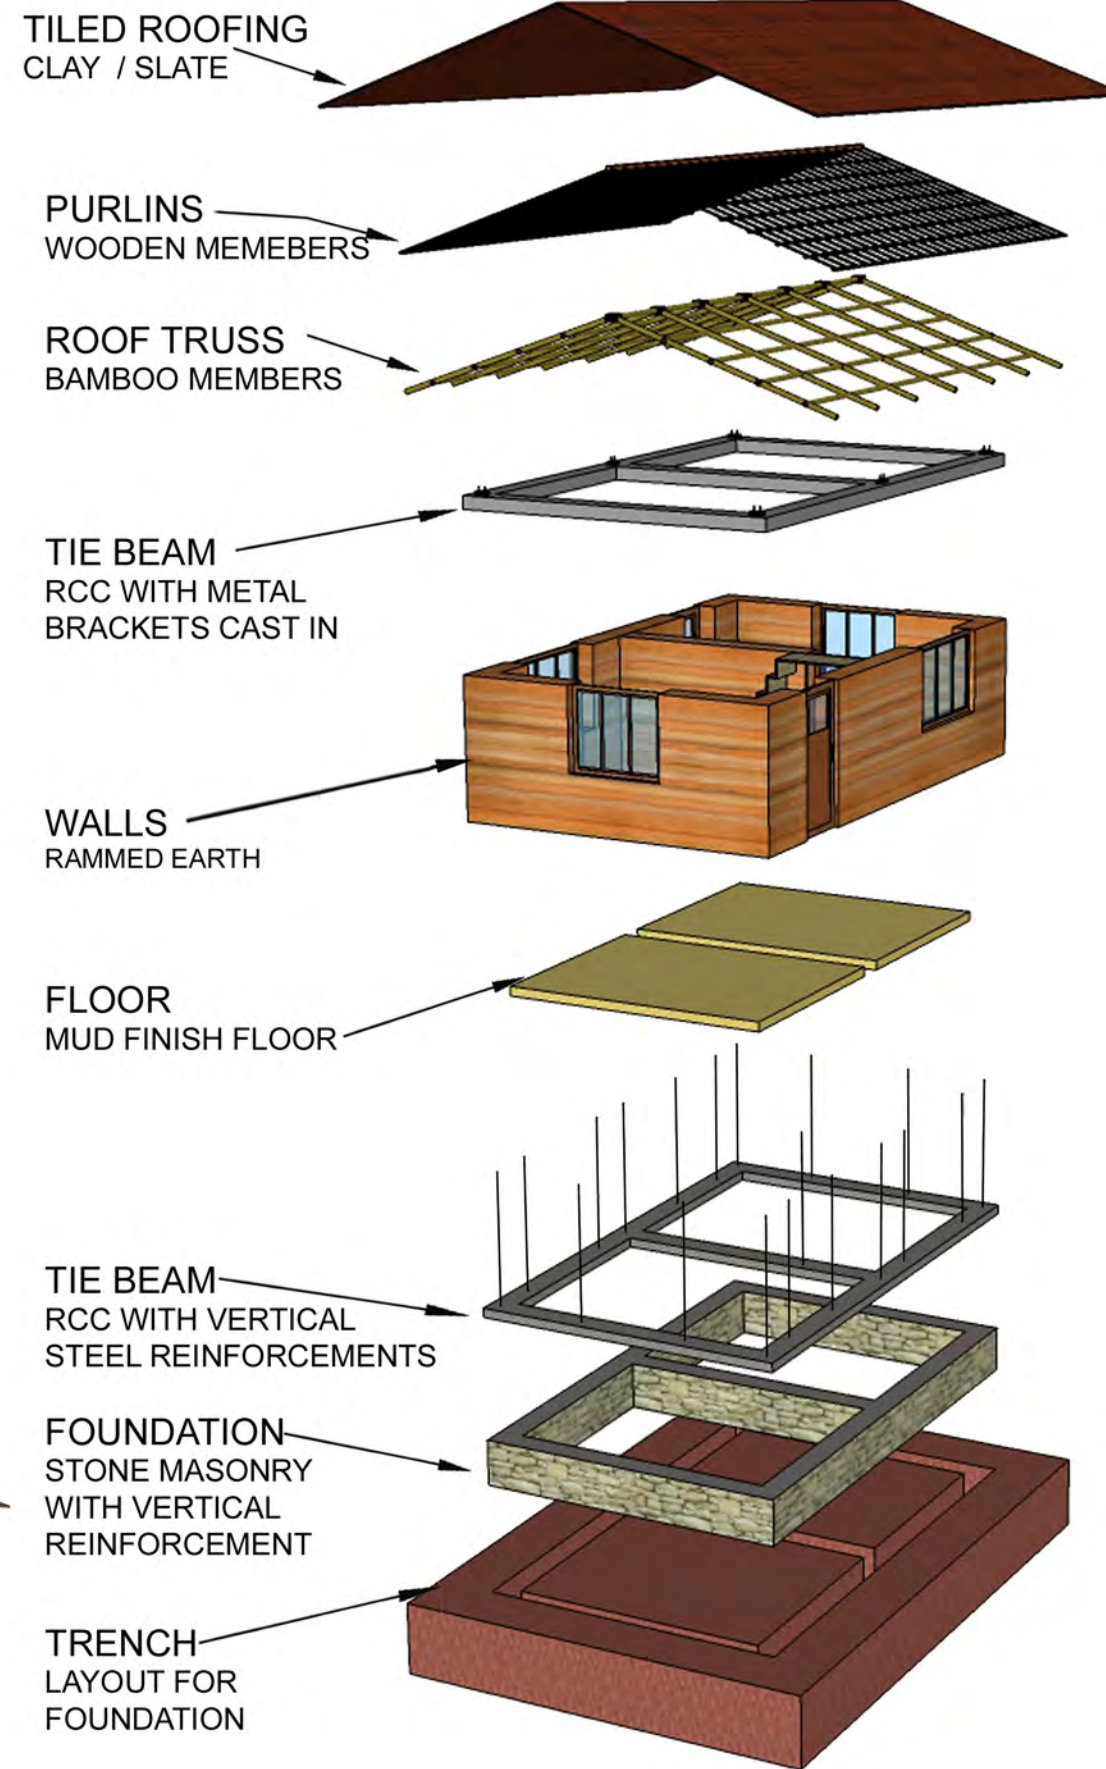 TILED ROOFING
CLAY / SLATE
PURLINS
WOODEN MEMEBERS
ROOF TRUSS
BAMBOO MEMBERS
TIE BEAM
RCC WITH METAL
BRACKETS CAST IN
WALLS
RAMMED EARTH
FLOOR
MUD FINISH FLOOR
TIE BEAM
RCC WITH VERTICAL
STEEL REINFORCEMENTS
FOUNDATION
STONE MASONRY
WITH VERTICAL
REINFORCEMENT
TRENCH
LAYOUT FOR
FOUNDATION